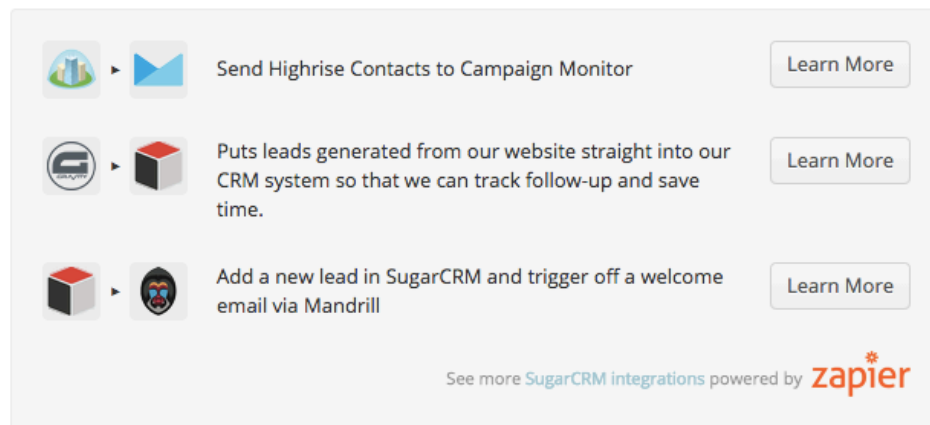 Send Highrise Contacts to Campaign Monitor
Learn More
GRAVITY
Puts leads generated from our website straight into our
CRM system so that we can track follow-up and save
time.
Learn More
Add a new lead in SugarCRM and trigger off a welcome
email via Mandrill
Learn More
See more SugarCRM integrations powered by zapier